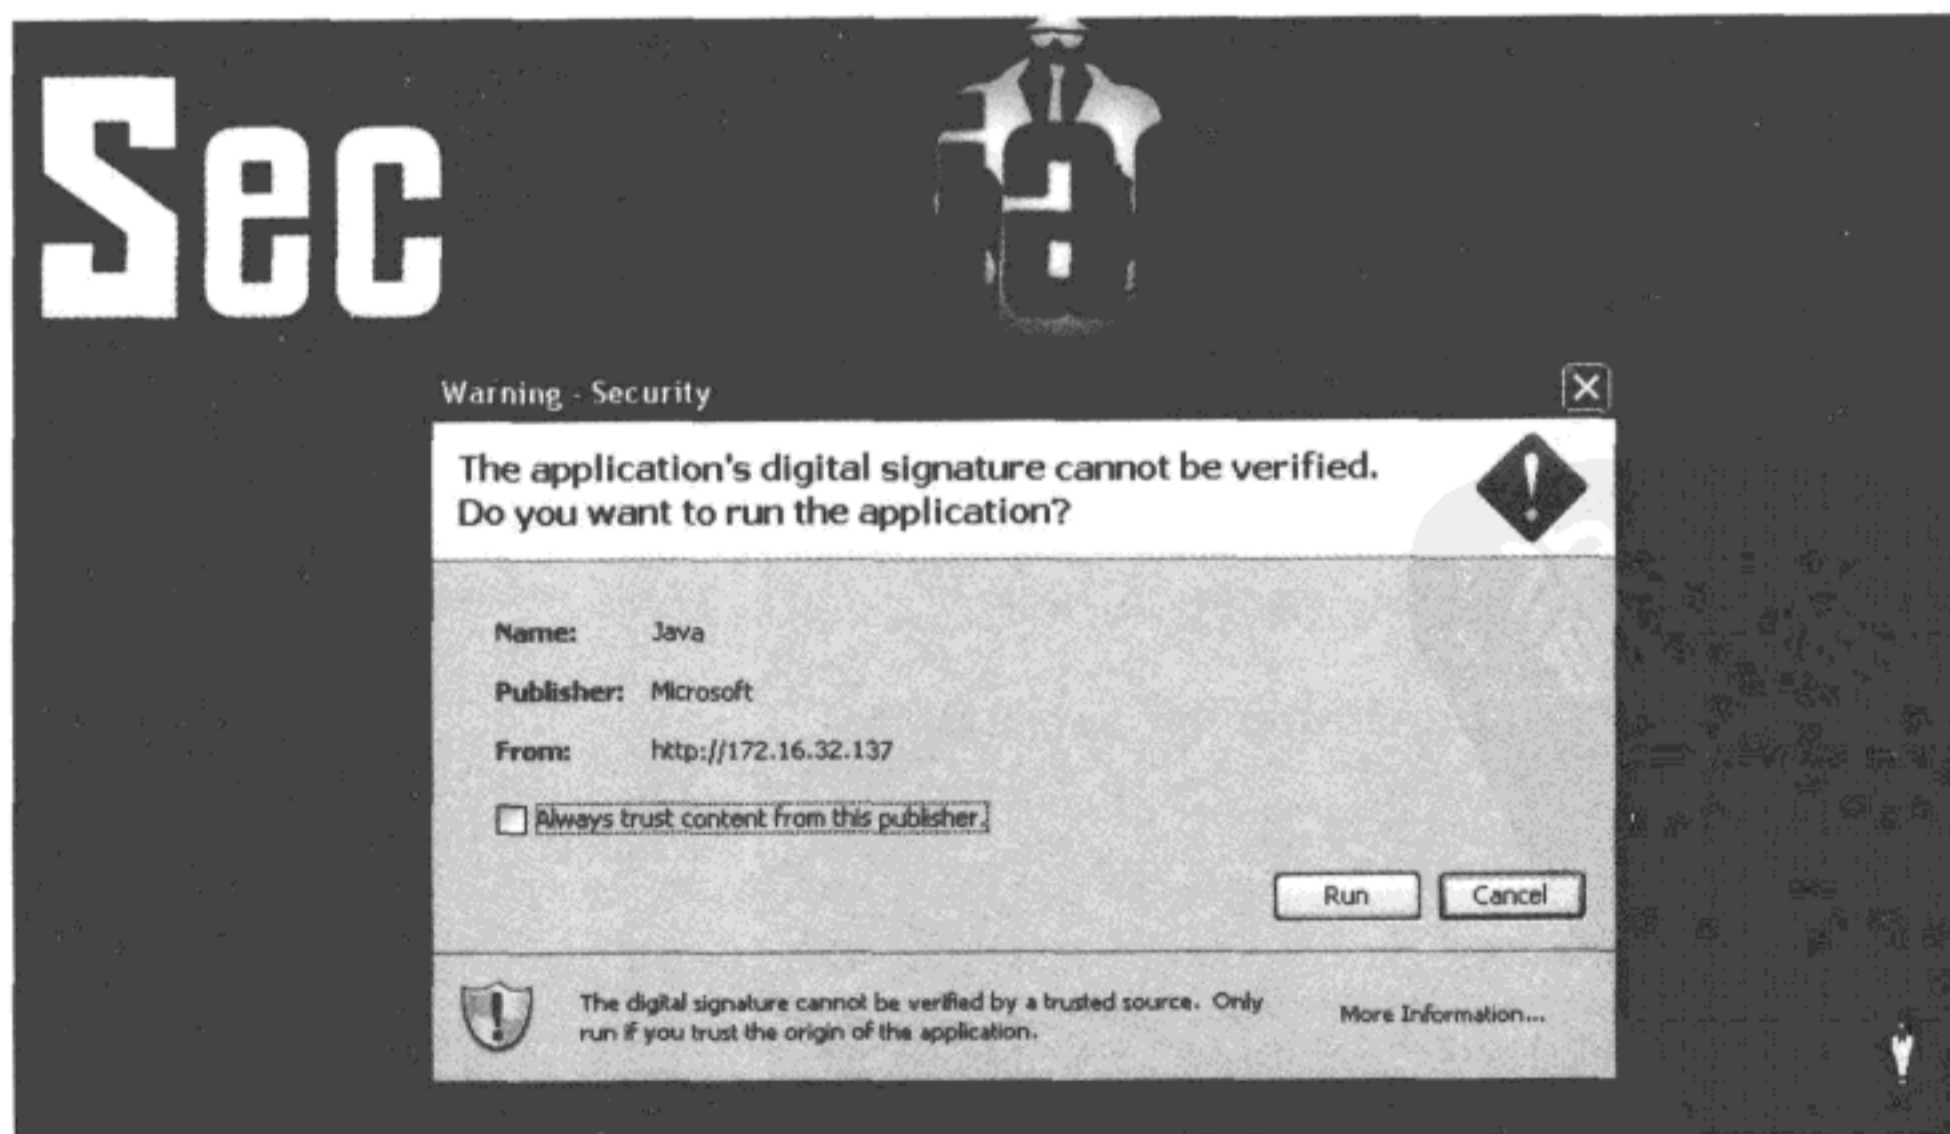 Sec
a
Warning - Security
The application's digital signature cannot be verified.
Do you want to run the application?
Name: Java
Publisher: Microsoft
From: http://172.16.32.137
Always trust content from this publisher.
Run Cancel
The digital signature cannot be verified by a trusted source. Only
run if you trust the origin of the application.
More Information...